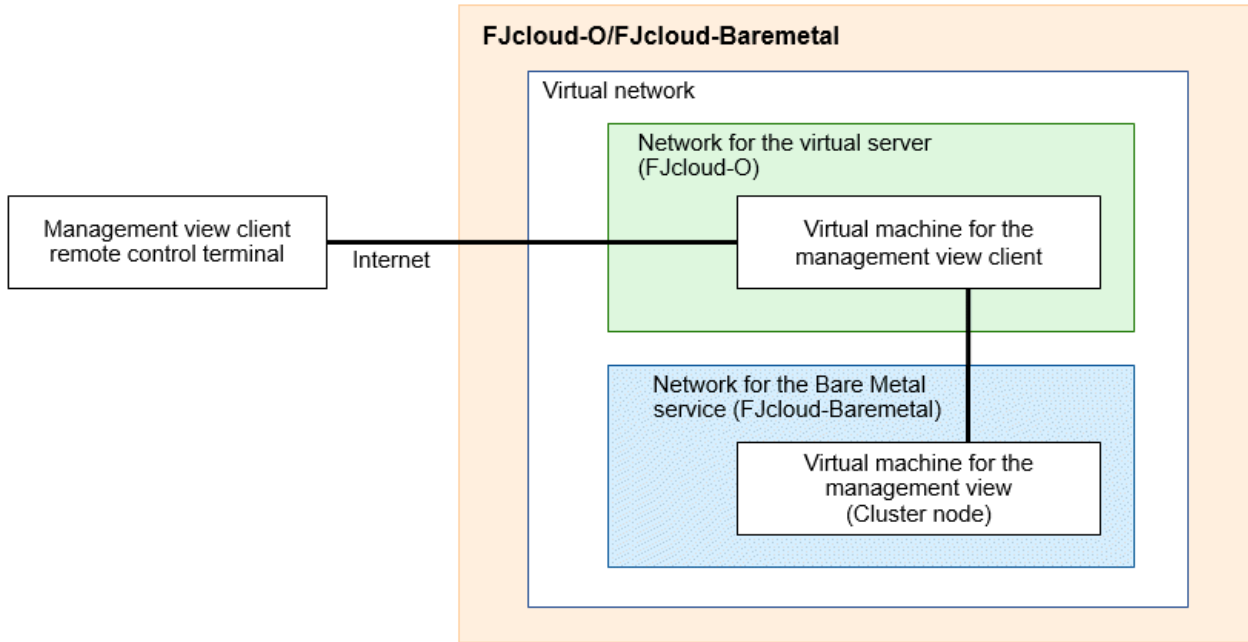 FJcloud-O/FJcloud-Baremetal
Virtual network
Network for the virtual server
(FJcloud-O)
Management view client
remote control terminal
Internet
Virtual machine for the
management view client
Network for the Bare Metal
service (FJcloud-Baremetal)
Virtual machine for the
management view
(Cluster node)